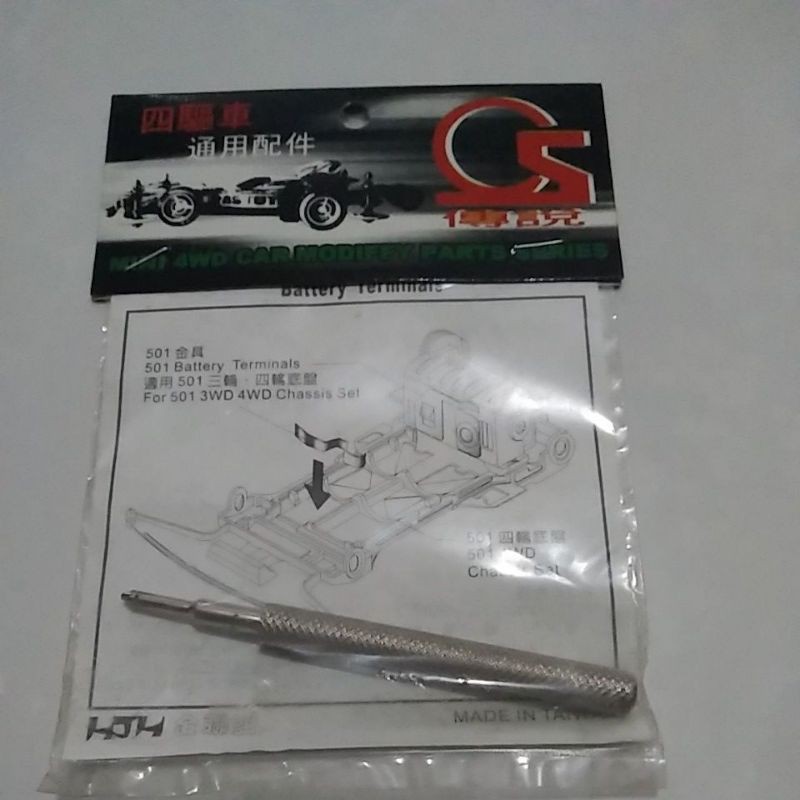 四驅車
通用配件
傳說
MINI 4WD CAR MODIFEY PARTS SERIES
Battery Terminals
501 金具
501 Battery Terminals
適用 501 三輪、四輪底盤
For 501 3WD 4WD Chassis Set
501 四輪底盤
501 4WD
Chassis Set
MADE IN TAIWAN